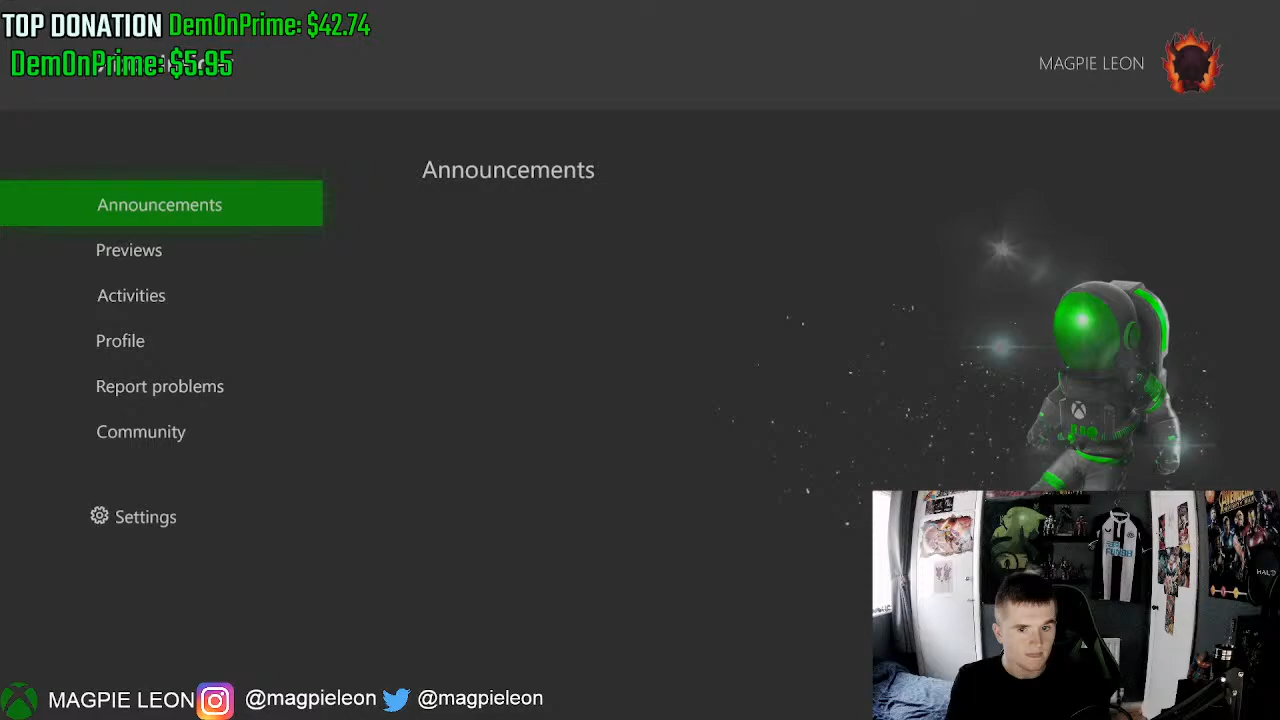 TOP DONATION DemOnPrime: $42.74
DemOnPrime: $5.95
MAGPIE LEON
Announcements
Announcements
Previews
Activities
Profile
Report problems
Community
Settings
HALO
MAGPIE LEON @magpieleon @magpieleon